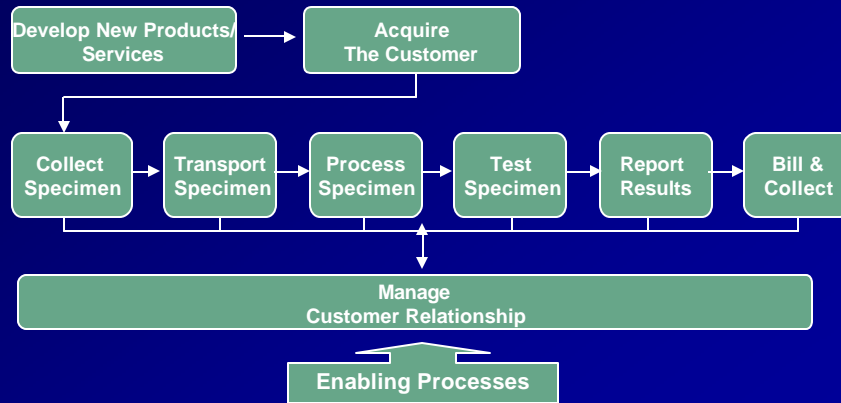 Develop New Products/
Services
Acquire
The Customer
Collect
Specimen
Transport
Specimen
Process
Specimen
Test
Specimen
Report
Results
Bill &
Collect
Manage
Customer Relationship
Enabling Processes